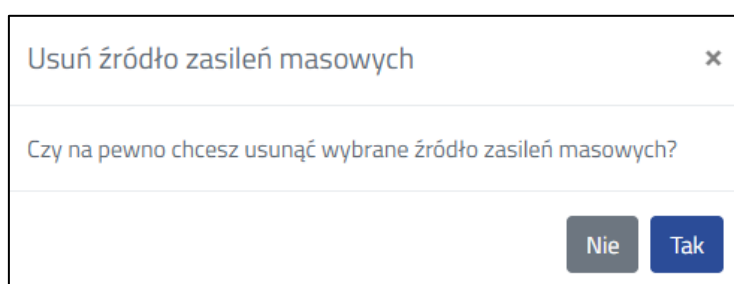 Usuń źródło zasileń masowych ×
Czy na pewno chcesz usunąć wybrane źródło zasileń masowych?
Nie Tak